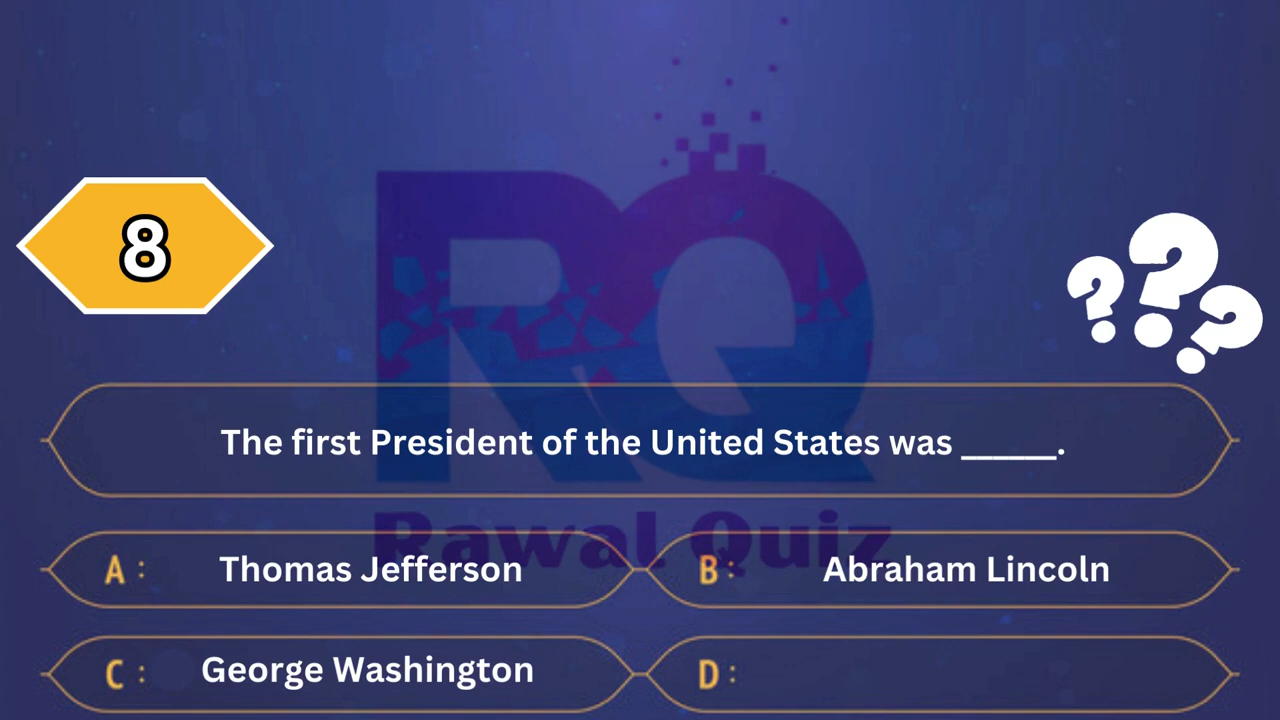 RQ
8
???
The first President of the United States was ______.
Rawal Quiz
A : Thomas Jefferson
B : Abraham Lincoln
C : George Washington
D :